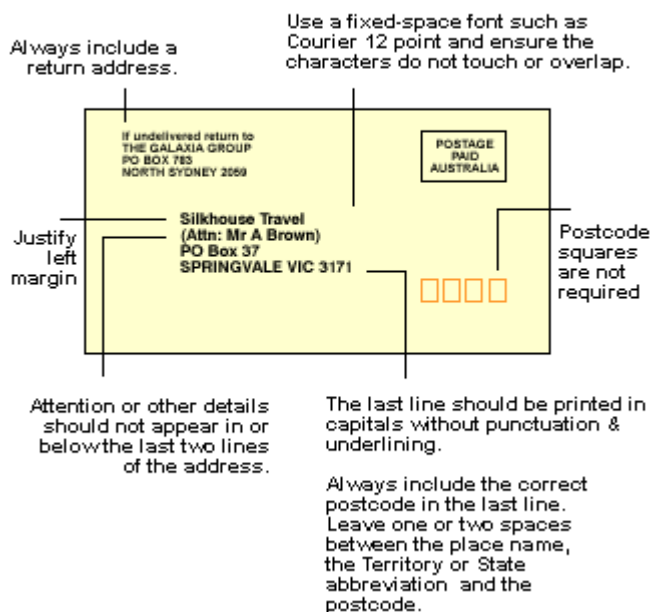 Always include a
return address.
Use a fixed-space font such as
Courier 12 point and ensure the
characters do not touch or overlap.
If undelivered return to
THE GALAXIA GROUP
PO BOX 783
NORTH SYDNEY 2059
POSTAGE
PAID
AUSTRALIA
Silkhouse Travel
(Attn: Mr A Brown)
PO Box 37
SPRINGVALE VIC 3171
Justify
left
margin
Postcode
squares
are not
required
Attention or other details
should not appear in or
below the last two lines
of the address.
The last line should be printed in
capitals without punctuation &
underlining.
Always include the correct
postcode in the last line.
Leave one or two spaces
between the place name,
the Territory or State
abbreviation and the
postcode.